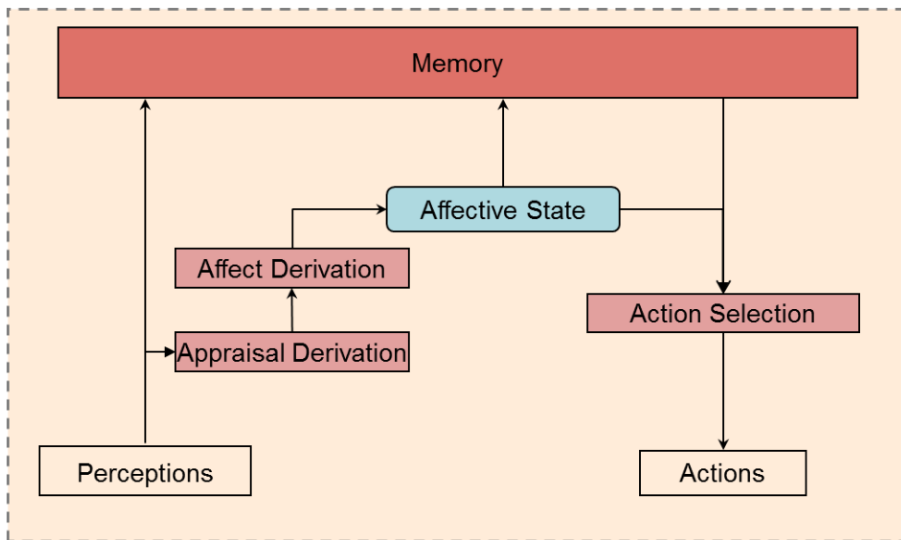 Memory
Affective State
Affect Derivation
Action Selection
Appraisal Derivation
Perceptions
Actions